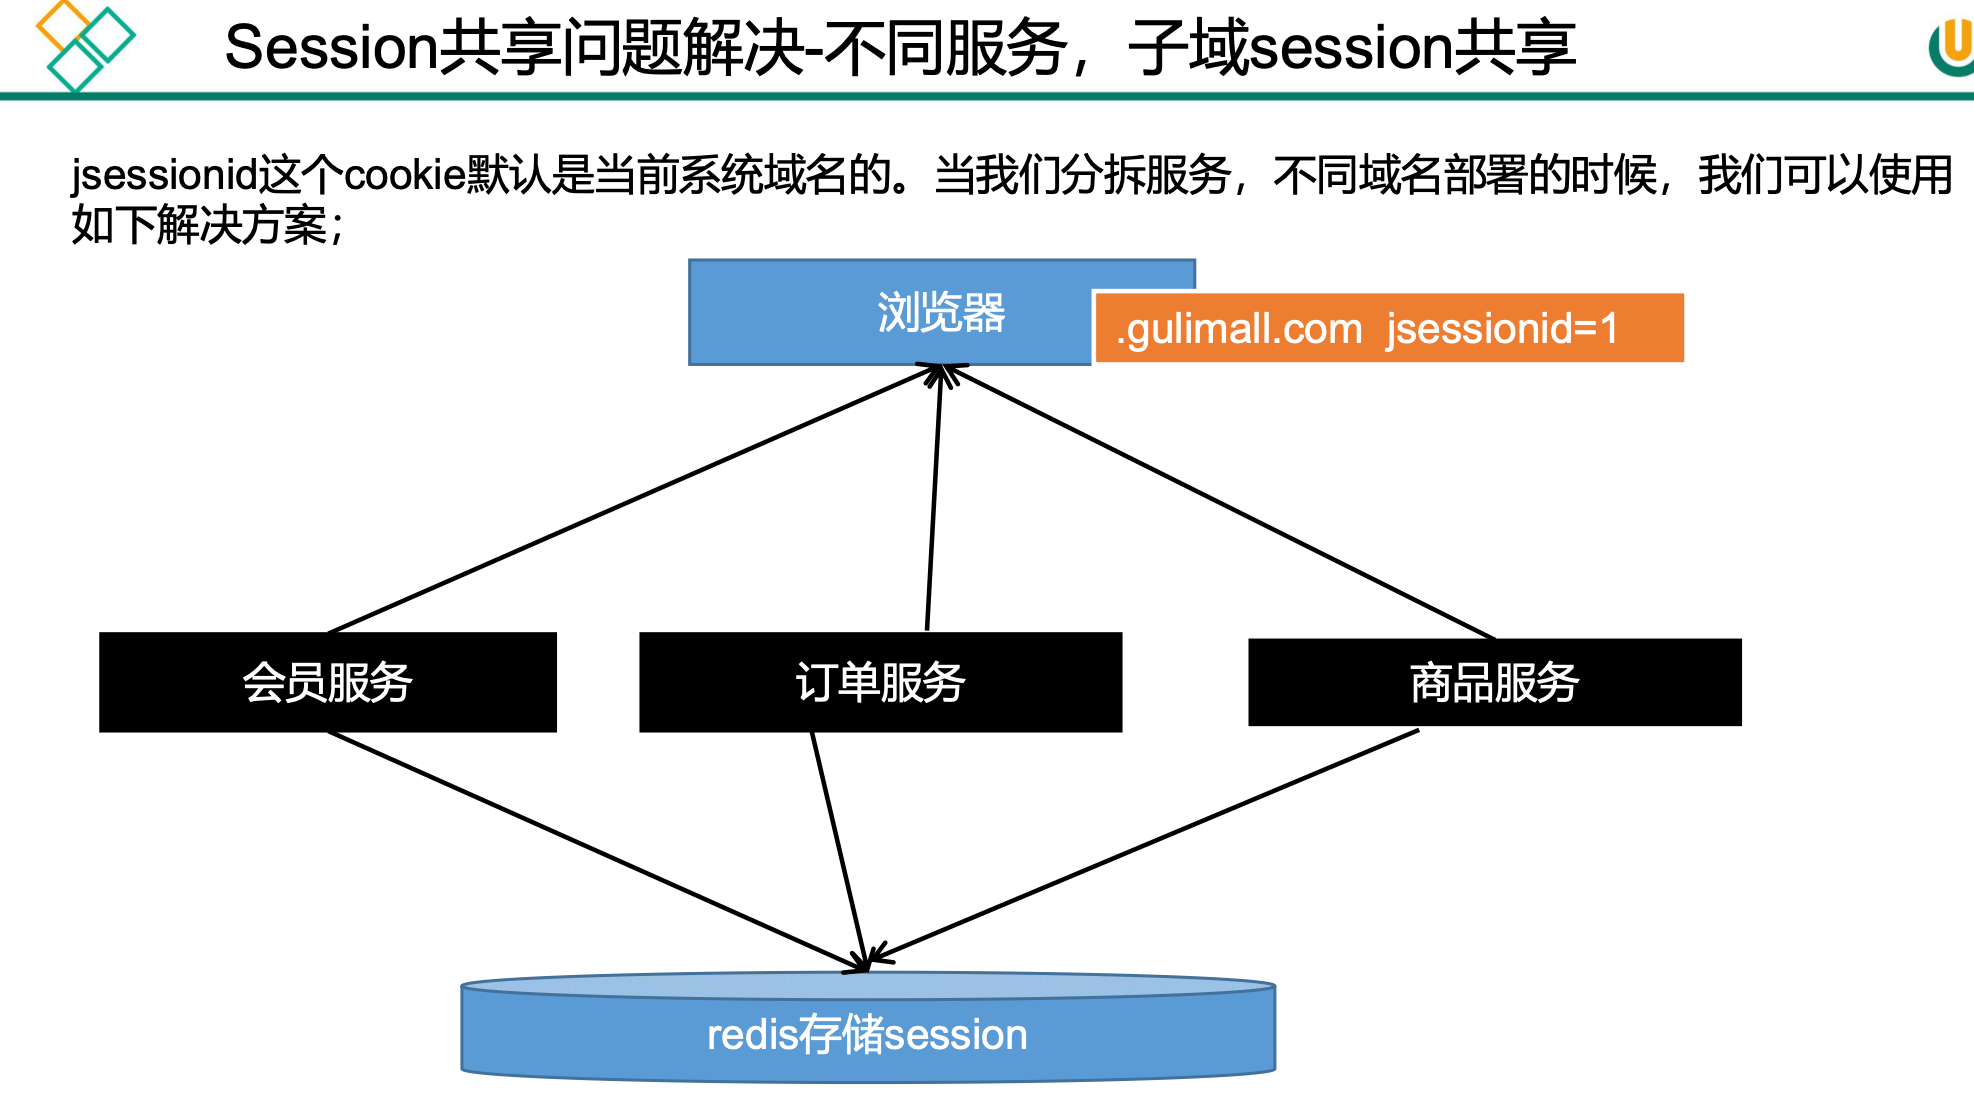 Session共享问题解决-不同服务，子域session共享
jsessionid这个cookie默认是当前系统域名的。当我们分拆服务，不同域名部署的时候，我们可以使用
如下解决方案；
浏览器
.gulimall.com jsessionid=1
会员服务
订单服务
商品服务
redis存储session